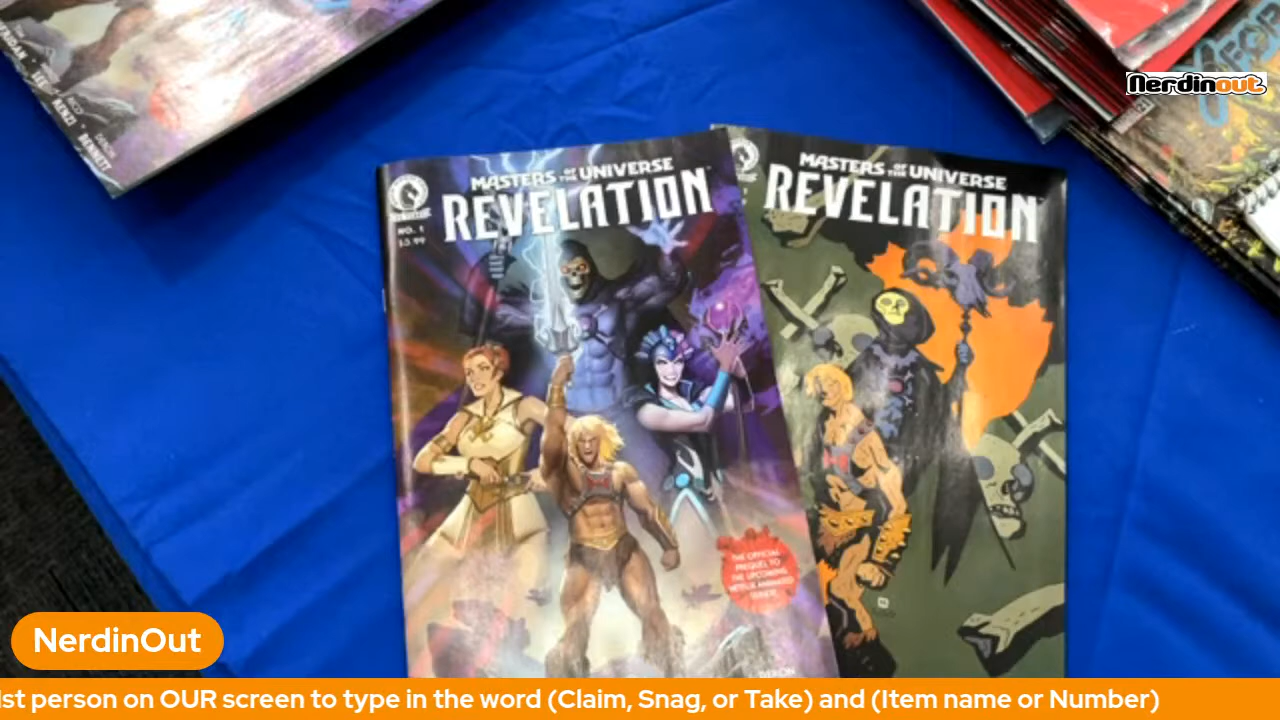 Nerdinout
MASTERS OF THE UNIVERSE
REVELATION
NO. 1
$3.99
THE OFFICIAL
PREQUEL TO
THE UPCOMING
NETFLIX ANIMATED
SERIES!
MASTERS OF THE UNIVERSE
REVELATION
BENNETT
NerdinOut
1st person on OUR screen to type in the word (Claim, Snag, or Take) and (Item name or Number)